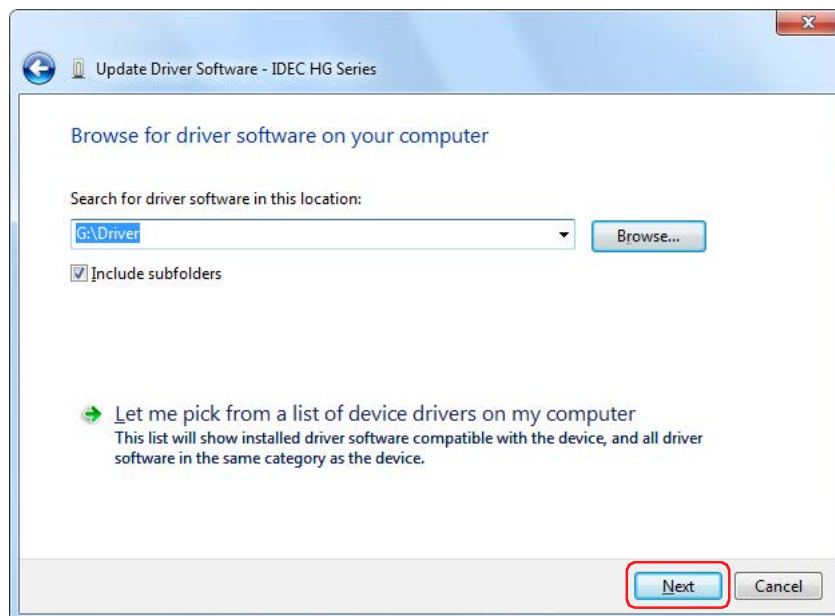 Update Driver Software - IDEC HG Series
Browse for driver software on your computer
Search for driver software in this location:
G:\Driver
Browse...
Include subfolders
Let me pick from a list of device drivers on my computer
This list will show installed driver software compatible with the device, and all driver
software in the same category as the device.
Next
Cancel